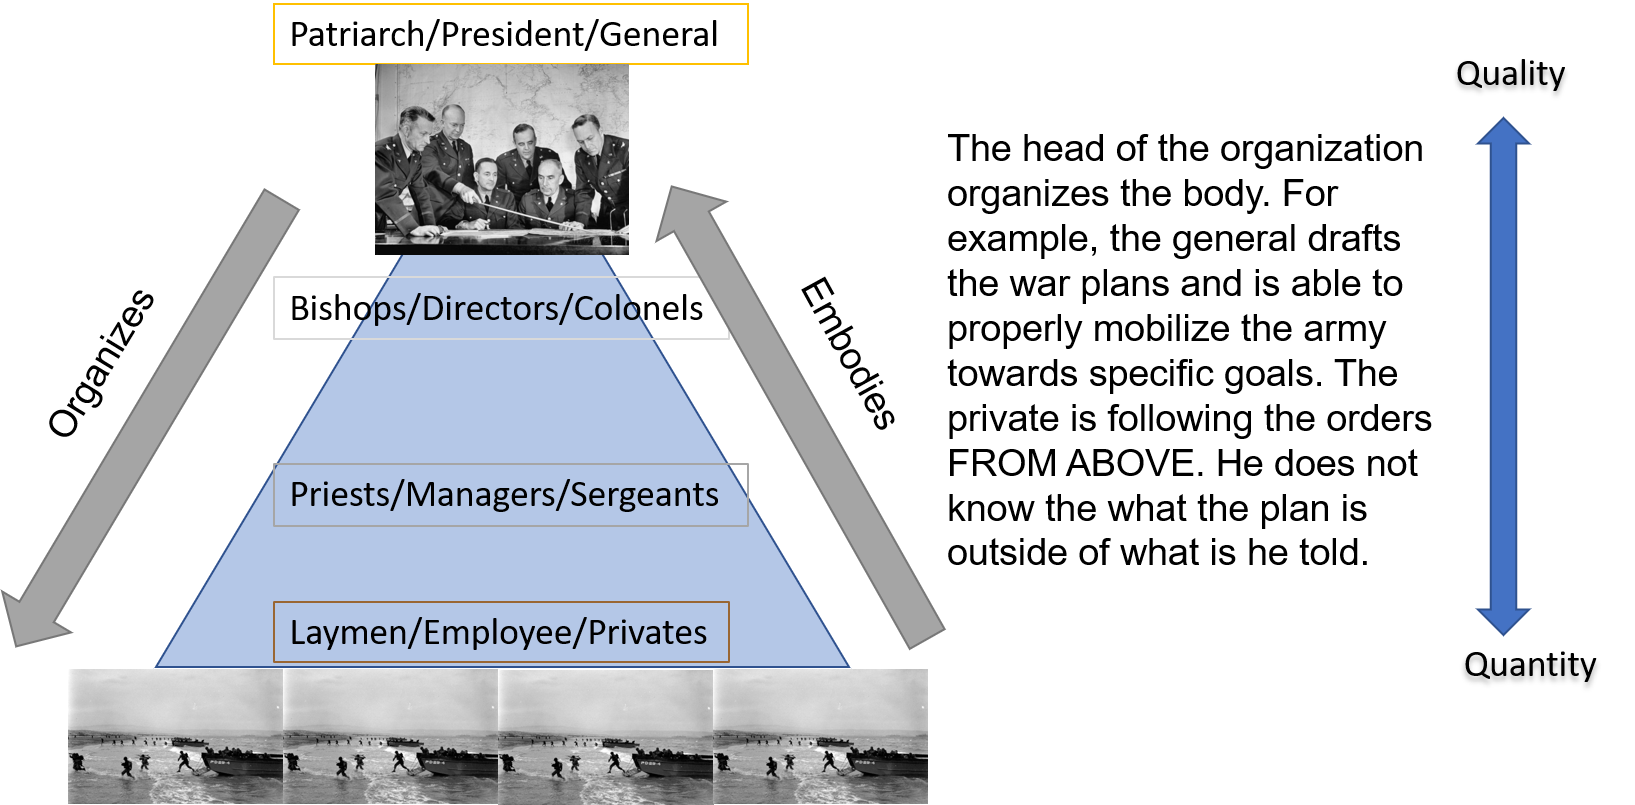 Patriarch/President/General
Quality
The head of the organization
organizes the body. For
example, the general drafts
the war plans and is able to
properly mobilize the army
towards specific goals. The
private is following the orders
FROM ABOVE. He does not
know the what the plan is
outside of what is he told.
Organizes
Embodies
Bishops/Directors/Colonels
Priests/Managers/Sergeants
Laymen/Employee/Privates
Quantity